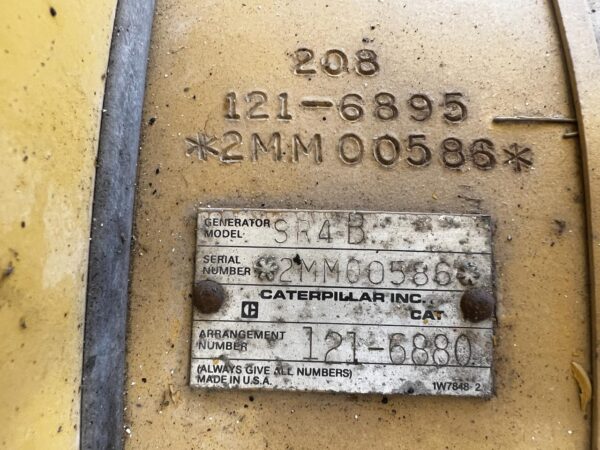 208
121-6895
*2MM00586*
GENERATOR MODEL SR4B
SERIAL NUMBER *2MM00586*
CATERPILLAR INC.
C CAT
ARRANGEMENT NUMBER 121-6880
(ALWAYS GIVE ALL NUMBERS)
MADE IN U.S.A. 1W7848-2